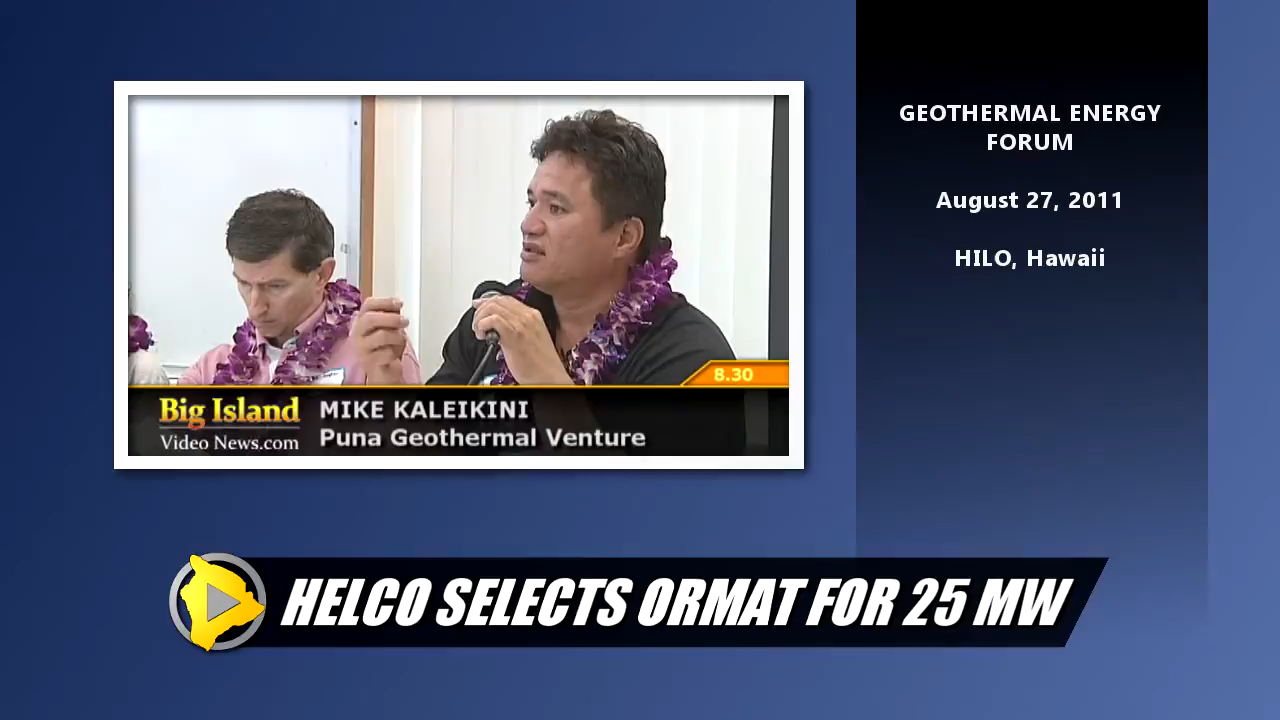 GEOTHERMAL ENERGY
FORUM
August 27, 2011
HILO, Hawaii
8.30
Big Island
Video News.com
MIKE KALEIKINI
Puna Geothermal Venture
HELCO SELECTS ORMAT FOR 25 MW